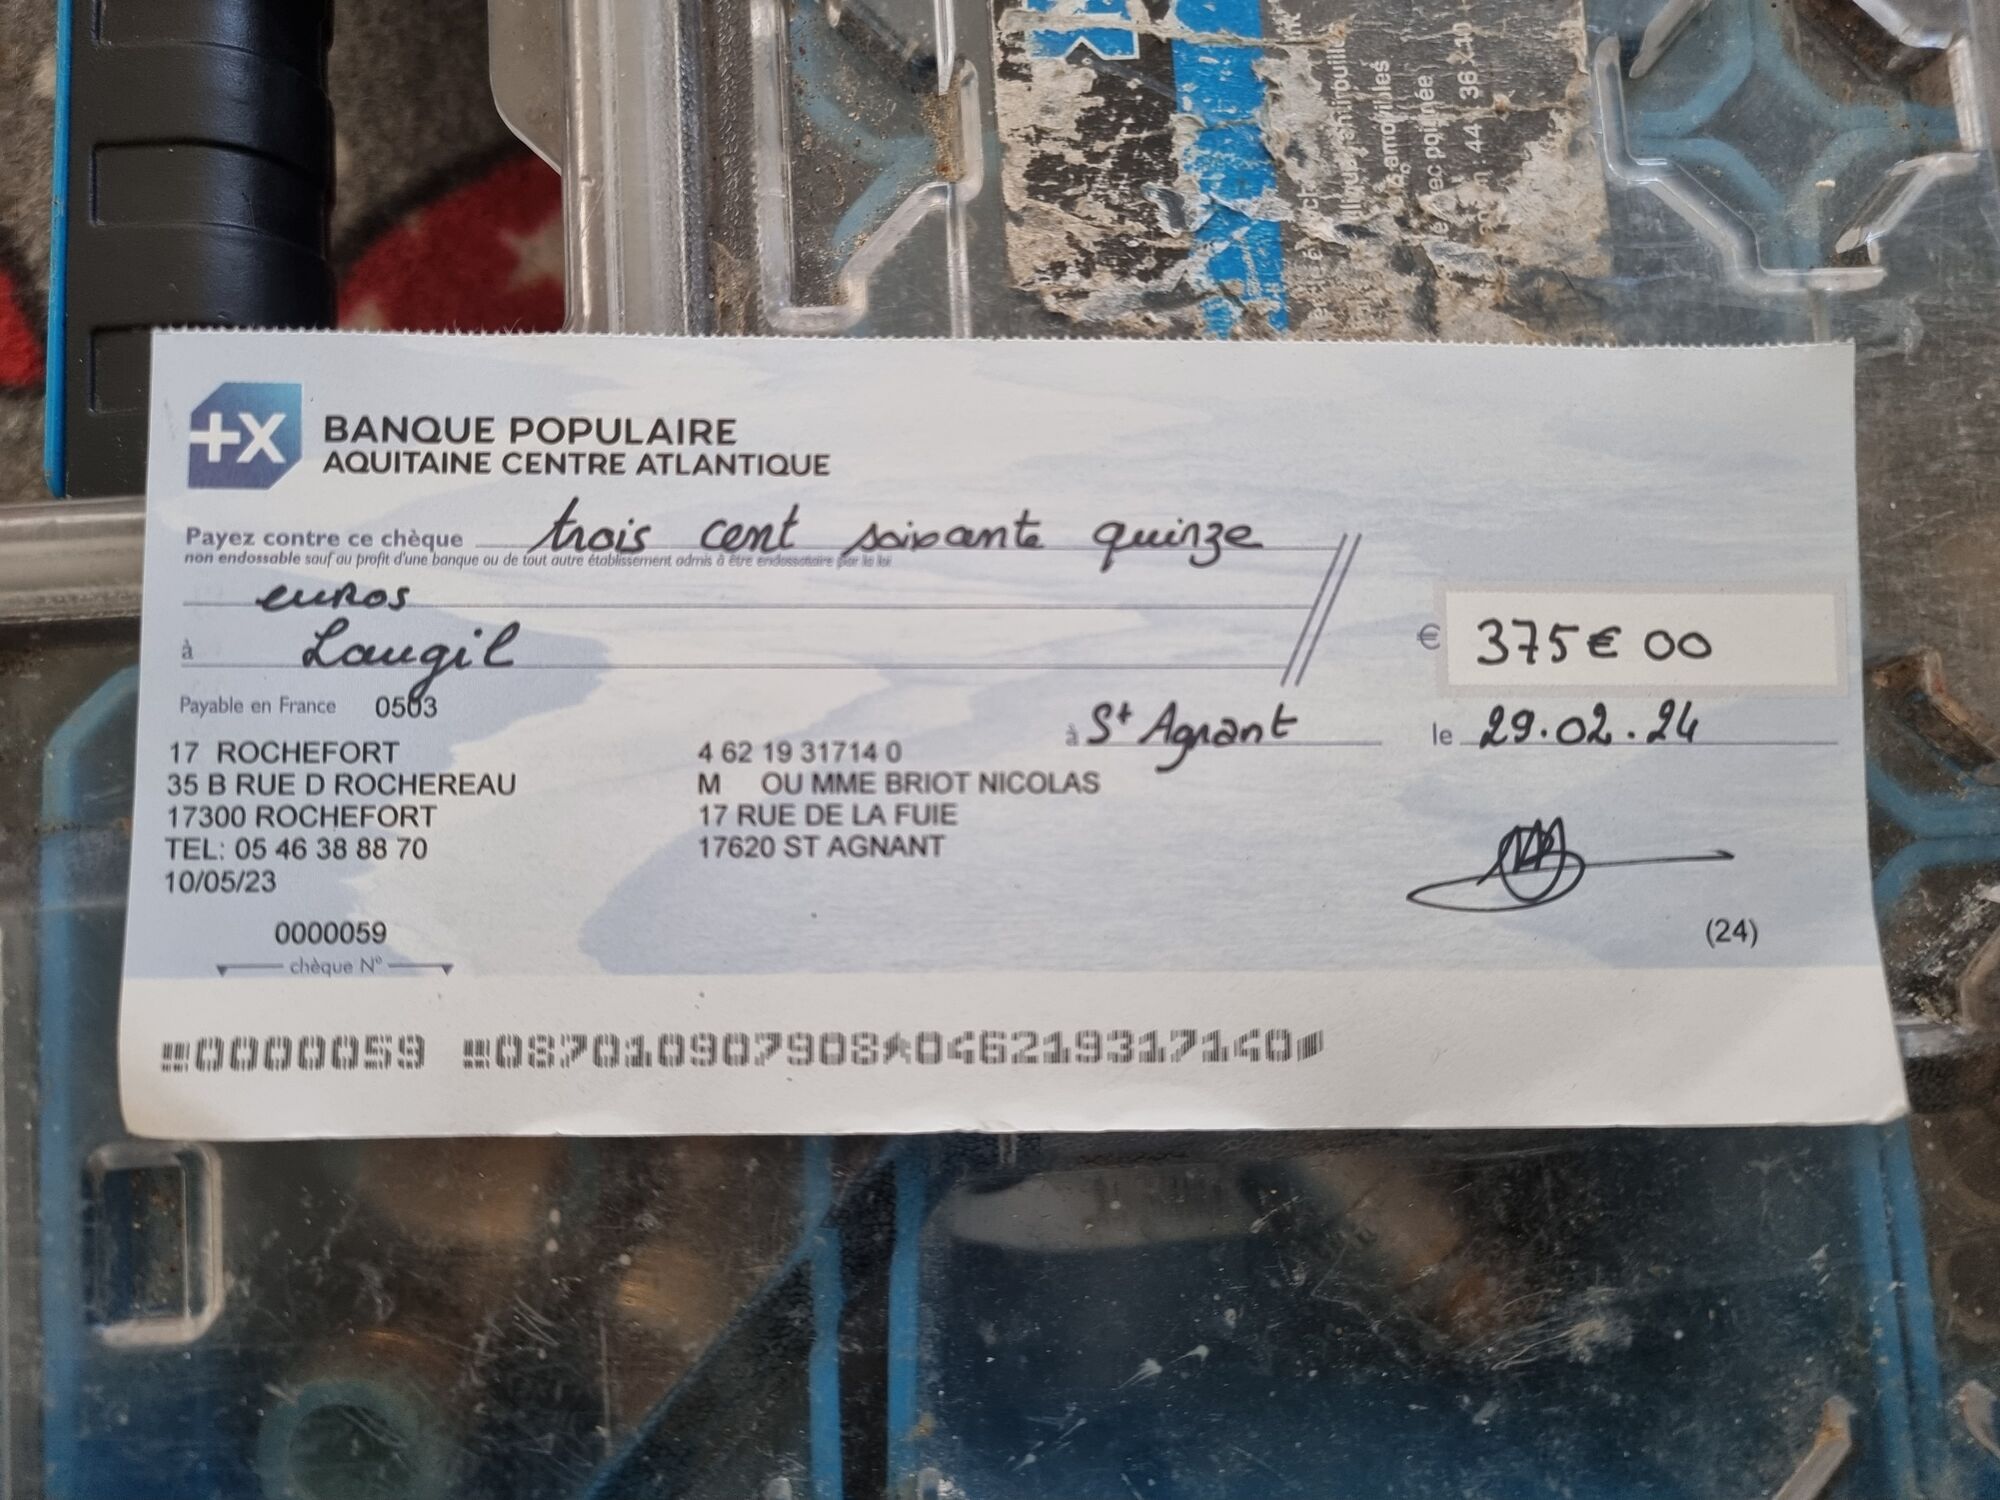 +X BANQUE POPULAIRE
AQUITAINE CENTRE ATLANTIQUE
Payez contre ce chèque trois cent soixante quinze
non endossable sauf au profit d'une banque ou de tout autre établissement admis à être endossataire par la loi
euros
à Laugil
€ 375€00
Payable en France 0503
à St Agnant le 29.02.24
17 ROCHEFORT
35 B RUE D ROCHEREAU
17300 ROCHEFORT
TEL: 05 46 38 88 70
10/05/23
4 62 19 31714 0
M OU MME BRIOT NICOLAS
17 RUE DE LA FUIE
17620 ST AGNANT
(24)
0000059
chèque N°
0000059 087010907908 046219317140
amovibles
44 36